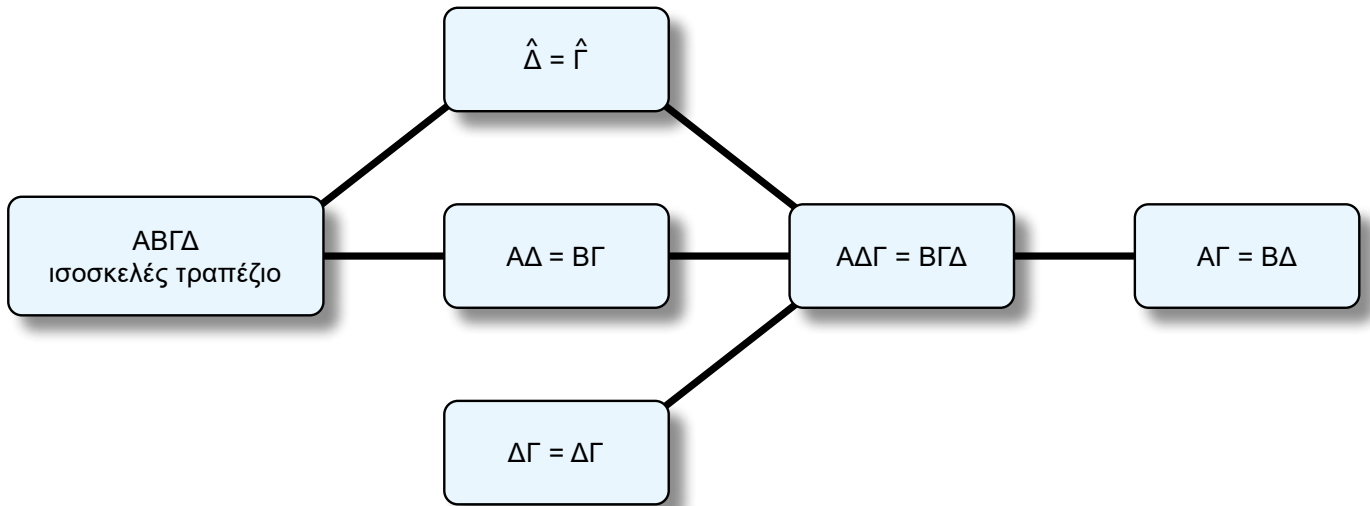 Δ̂ = Γ̂
ΑΒΓΔ
ισοσκελές τραπέζιο
ΑΔ = ΒΓ
ΑΔΓ = ΒΓΔ
ΑΓ = ΒΔ
ΔΓ = ΔΓ